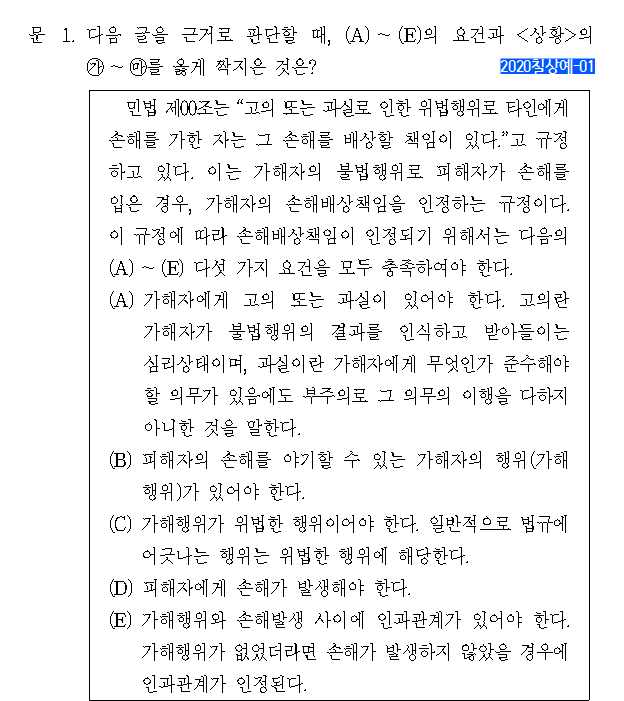 문 1. 다음 글을 근거로 판단할 때, (A) ~ (E)의 요건과 <상황>의
㉮ ~ ㉲를 옳게 짝지은 것은?
2020침상예-01
민법 제00조는 “고의 또는 과실로 인한 위법행위로 타인에게
손해를 가한 자는 그 손해를 배상할 책임이 있다.”고 규정
하고 있다. 이는 가해자의 불법행위로 피해자가 손해를
입은 경우, 가해자의 손해배상책임을 인정하는 규정이다.
이 규정에 따라 손해배상책임이 인정되기 위해서는 다음의
(A) ~ (E) 다섯 가지 요건을 모두 충족하여야 한다.
(A) 가해자에게 고의 또는 과실이 있어야 한다. 고의란
가해자가 불법행위의 결과를 인식하고 받아들이는
심리상태이며, 과실이란 가해자에게 무엇인가 준수해야
할 의무가 있음에도 부주의로 그 의무의 이행을 다하지
아니한 것을 말한다.
(B) 피해자의 손해를 야기할 수 있는 가해자의 행위(가해
행위)가 있어야 한다.
(C) 가해행위가 위법한 행위이어야 한다. 일반적으로 법규에
어긋나는 행위는 위법한 행위에 해당한다.
(D) 피해자에게 손해가 발생해야 한다.
(E) 가해행위와 손해발생 사이에 인과관계가 있어야 한다.
가해행위가 없었더라면 손해가 발생하지 않았을 경우에
인과관계가 인정된다.